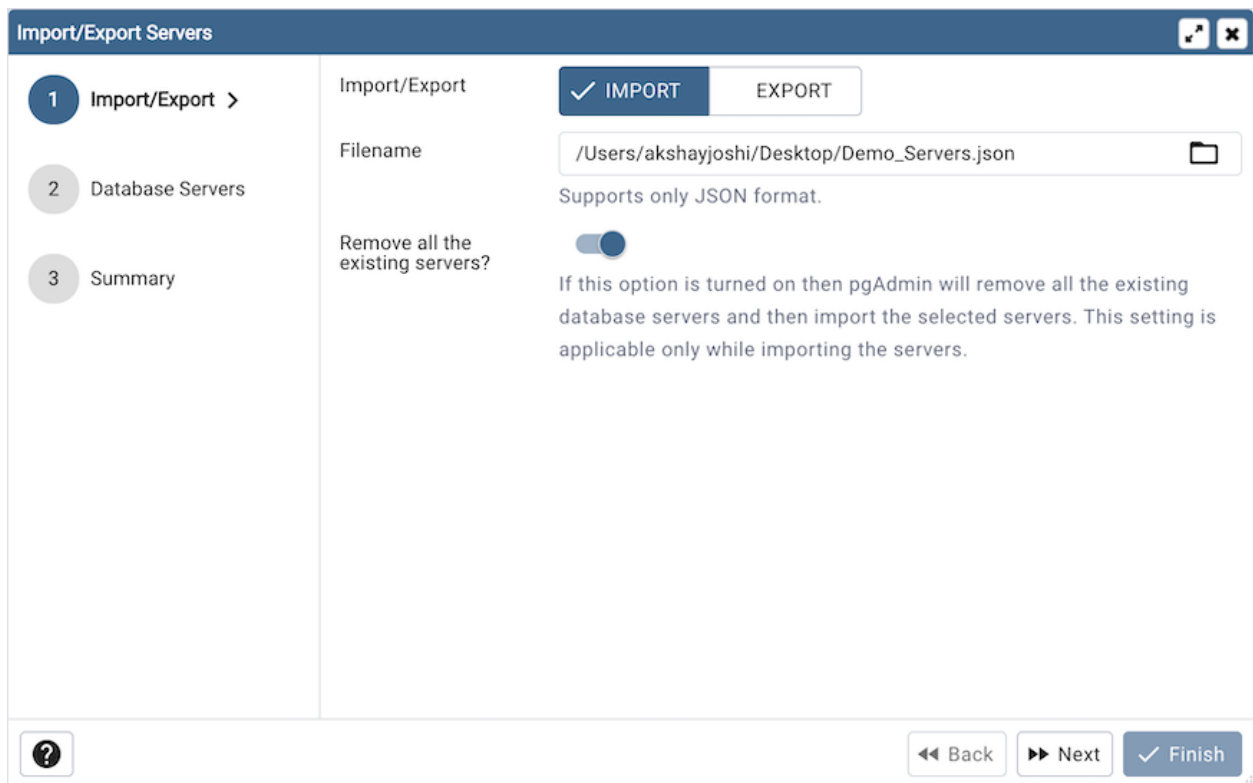 Import/Export Servers
1 Import/Export
2 Database Servers
3 Summary
Import/Export
IMPORT EXPORT
Filename
/Users/akshayjoshi/Desktop/Demo_Servers.json
Supports only JSON format.
Remove all the
existing servers?
If this option is turned on then pgAdmin will remove all the existing
database servers and then import the selected servers. This setting is
applicable only while importing the servers.
? Back Next Finish